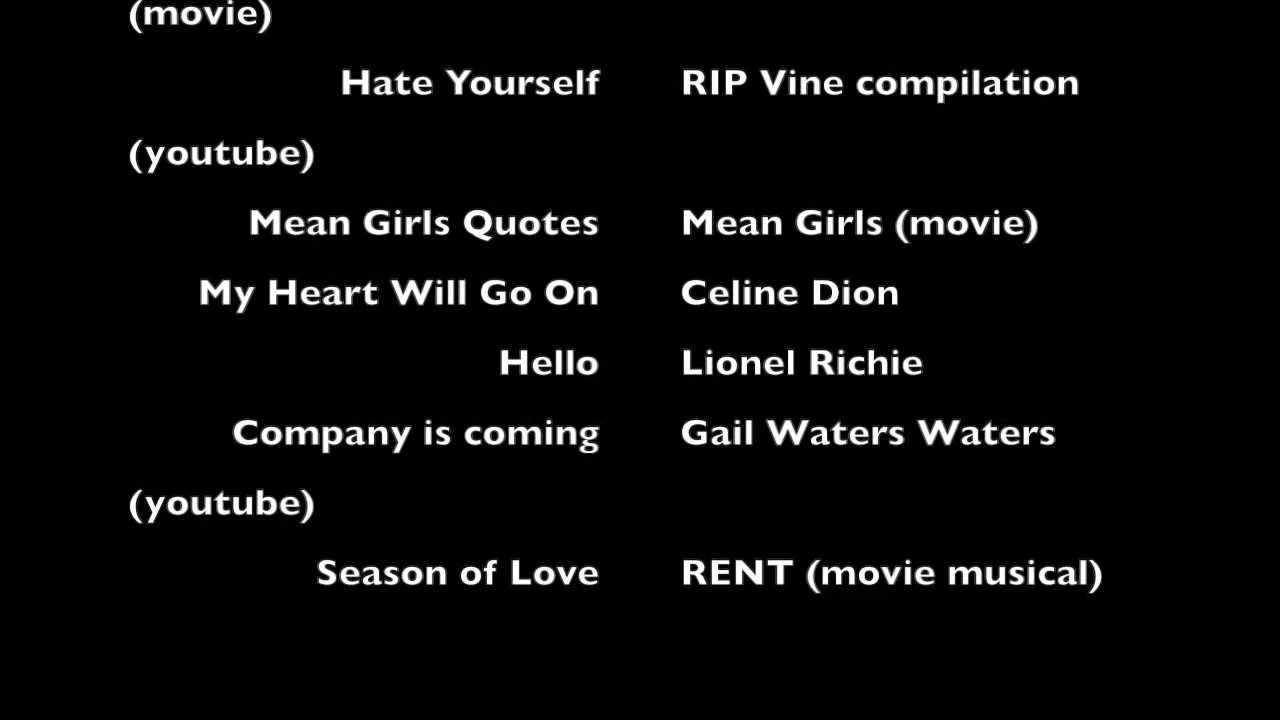 (movie)
Hate Yourself RIP Vine compilation
(youtube)
Mean Girls Quotes Mean Girls (movie)
My Heart Will Go On Celine Dion
Hello Lionel Richie
Company is coming Gail Waters Waters
(youtube)
Season of Love RENT (movie musical)